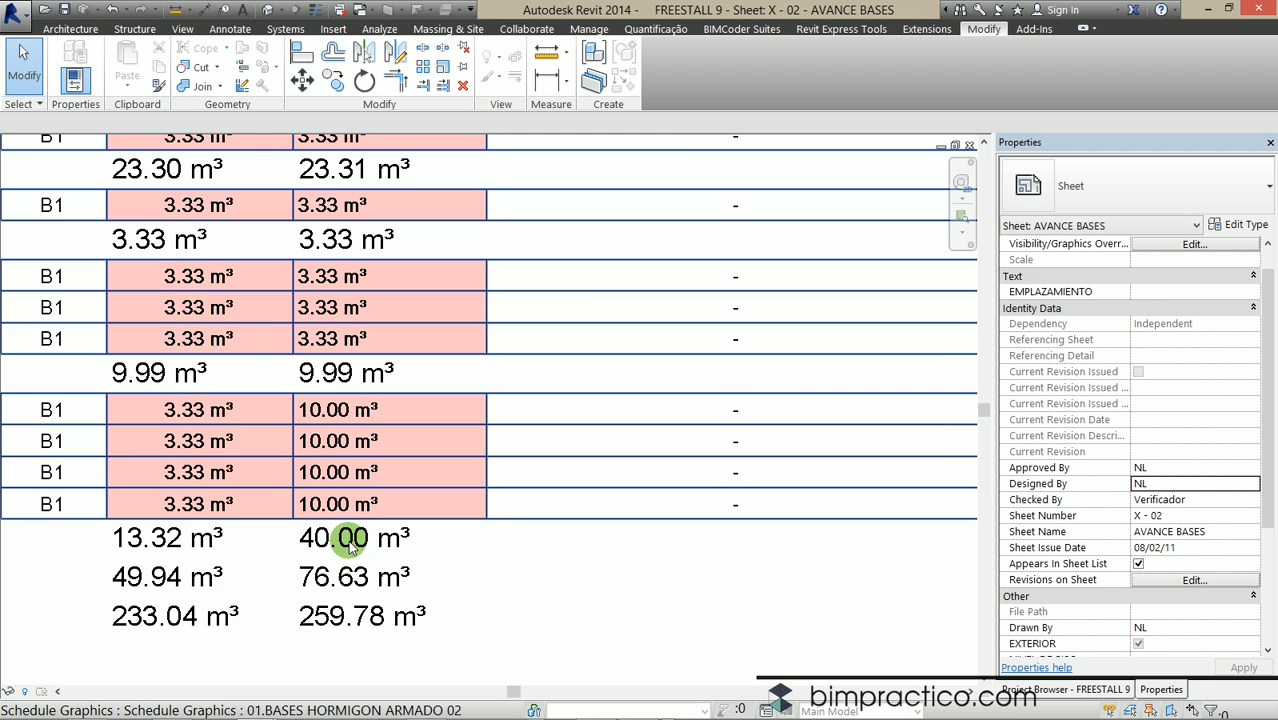 Autodesk Revit 2014 - FREESTALL 9 - Sheet: X - 02 - AVANCE BASES
Sign In
Architecture Structure View Annotate Systems Insert Analyze Massing & Site Collaborate Manage Quantificação BIMCoder Suites Revit Express Tools Extensions Modify Add-Ins
Modify
Paste
Cope
Cut
Join
Select Properties Clipboard Geometry Modify View Measure Create
B1 3.33 m³ 3.33 m³ -
23.30 m³ 23.31 m³
B1 3.33 m³ 3.33 m³ -
3.33 m³ 3.33 m³
B1 3.33 m³ 3.33 m³ -
B1 3.33 m³ 3.33 m³ -
B1 3.33 m³ 3.33 m³ -
9.99 m³ 9.99 m³
B1 3.33 m³ 10.00 m³ -
B1 3.33 m³ 10.00 m³ -
B1 3.33 m³ 10.00 m³ -
B1 3.33 m³ 10.00 m³ -
13.32 m³ 40.00 m³
49.94 m³ 76.63 m³
233.04 m³ 259.78 m³
Properties
Sheet
Sheet: AVANCE BASES Edit Type
Visibility/Graphics Overr... Edit...
Scale
Text
EMPLAZAMIENTO
Identity Data
Dependency Independent
Referencing Sheet
Referencing Detail
Current Revision Issued
Current Revision Issued ...
Current Revision Issued ...
Current Revision Date
Current Revision Descri...
Current Revision
Approved By NL
Designed By NL
Checked By Verificador
Sheet Number X - 02
Sheet Name AVANCE BASES
Sheet Issue Date 08/02/11
Appears In Sheet List
Revisions on Sheet Edit...
Other
File Path
Drawn By NL
EXTERIOR
Properties help Apply
Project Browser - FREESTALL 9 Properties
bimpractico.com
Schedule Graphics : Schedule Graphics : 01.BASES HORMIGON ARMADO 02
:0 Main Model :0